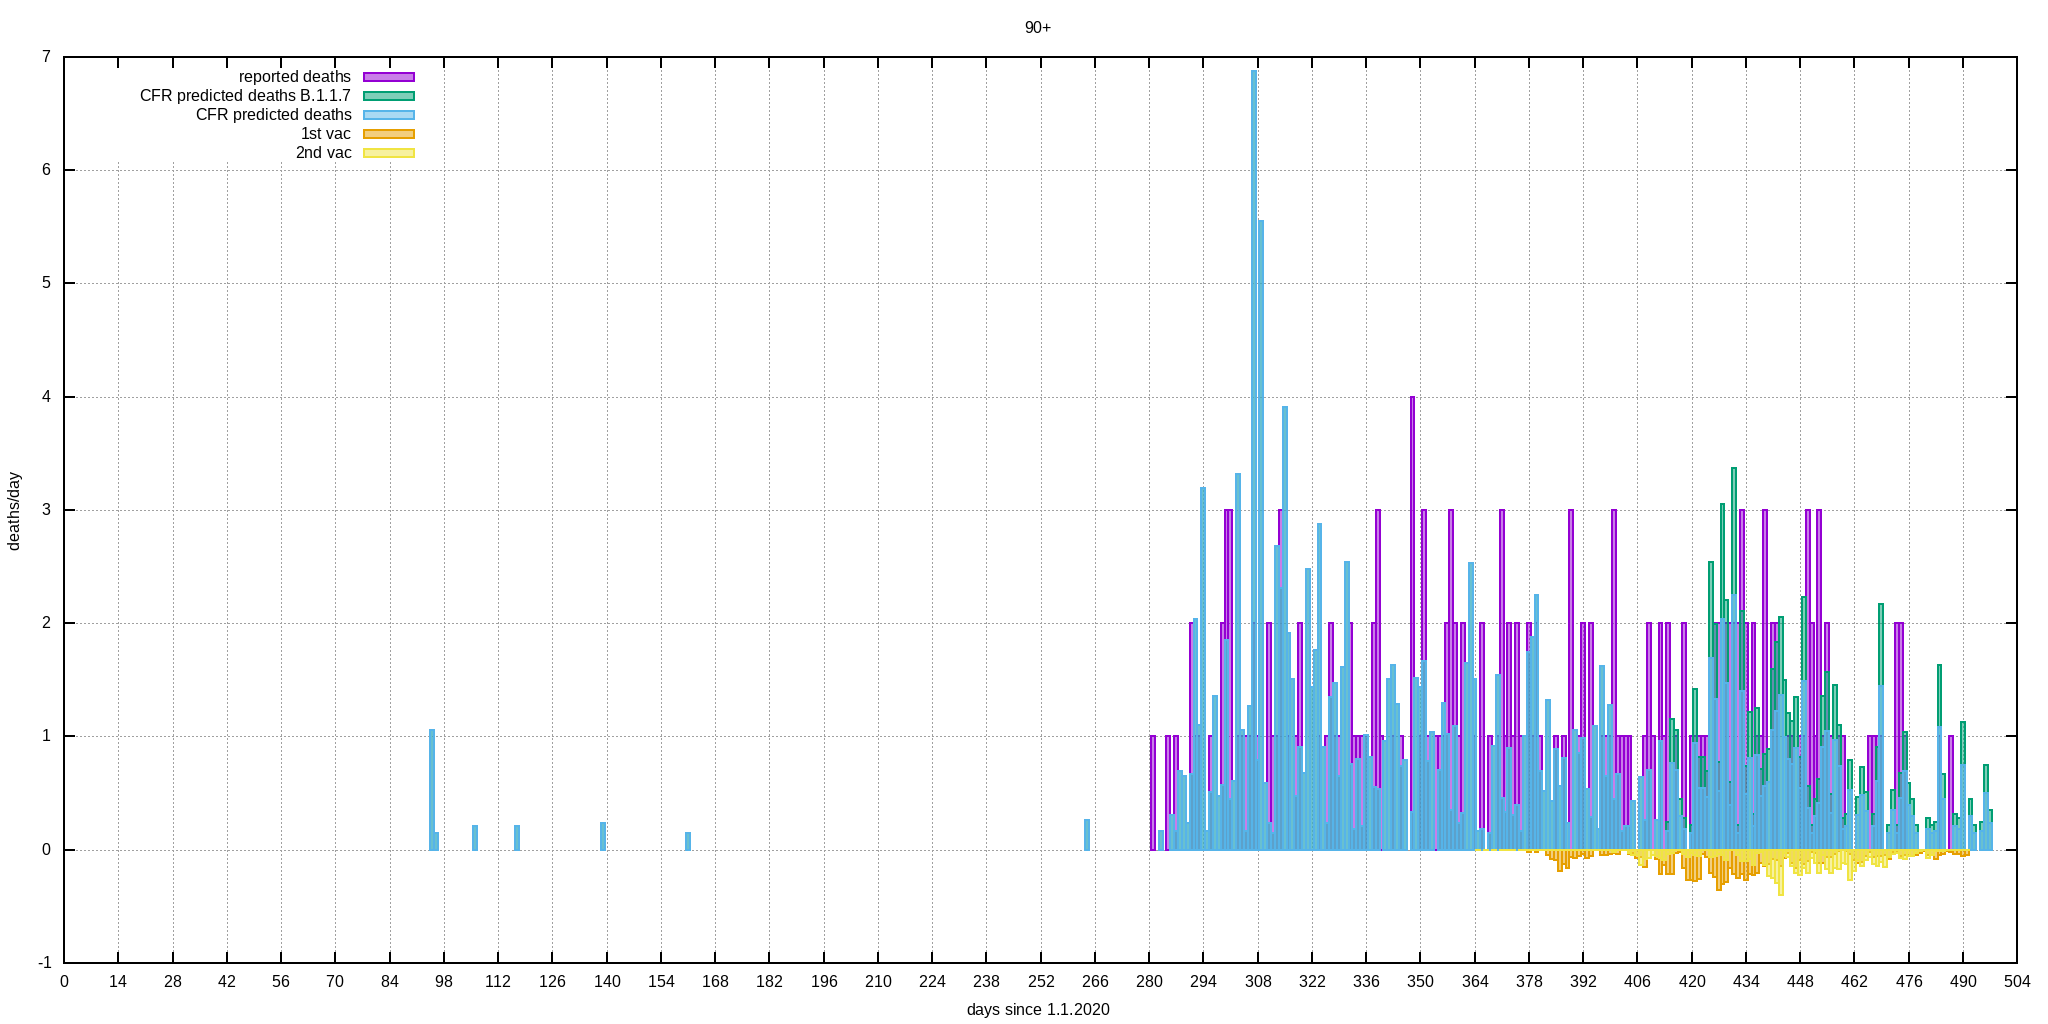 90+
reported deaths
CFR predicted deaths B.1.1.7
CFR predicted deaths
1st vac
2nd vac
7
6
5
4
3
2
1
0
-1
deaths/day
0 14 28 42 56 70 84 98 112 126 140 154 168 182 196 210 224 238 252 266 280 294 308 322 336 350 364 378 392 406 420 434 448 462 476 490 504
days since 1.1.2020